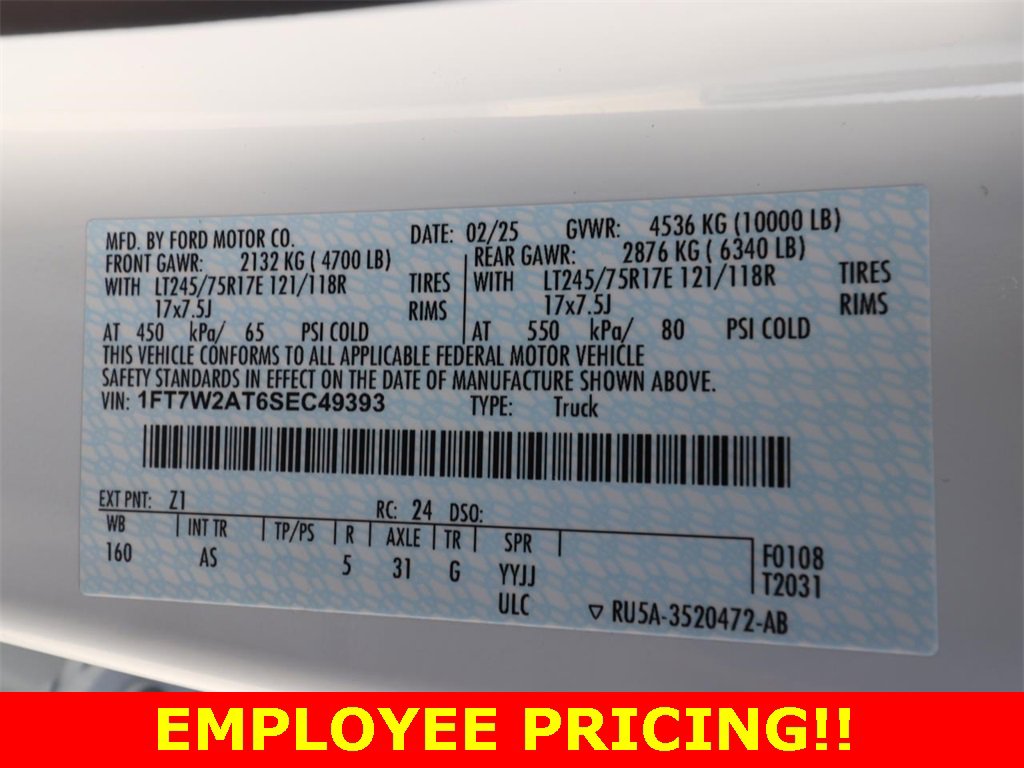 MFD. BY FORD MOTOR CO. DATE: 02/25 GVWR: 4536 KG (10000 LB)
FRONT GAWR: 2132 KG ( 4700 LB) REAR GAWR: 2876 KG ( 6340 LB)
WITH LT245/75R17E 121/118R TIRES WITH LT245/75R17E 121/118R TIRES
17x7.5J RIMS 17x7.5J RIMS
AT 450 kPa/ 65 PSI COLD AT 550 kPa/ 80 PSI COLD
THIS VEHICLE CONFORMS TO ALL APPLICABLE FEDERAL MOTOR VEHICLE
SAFETY STANDARDS IN EFFECT ON THE DATE OF MANUFACTURE SHOWN ABOVE.
VIN: 1FT7W2AT6SEC49393 TYPE: Truck
EXT PNT: Z1 RC: 24 DSO:
WB INT TR TP/PS R AXLE TR SPR F0108
160 AS 5 31 G YYJJ T2031
ULC RU5A-3520472-AB
EMPLOYEE PRICING!!